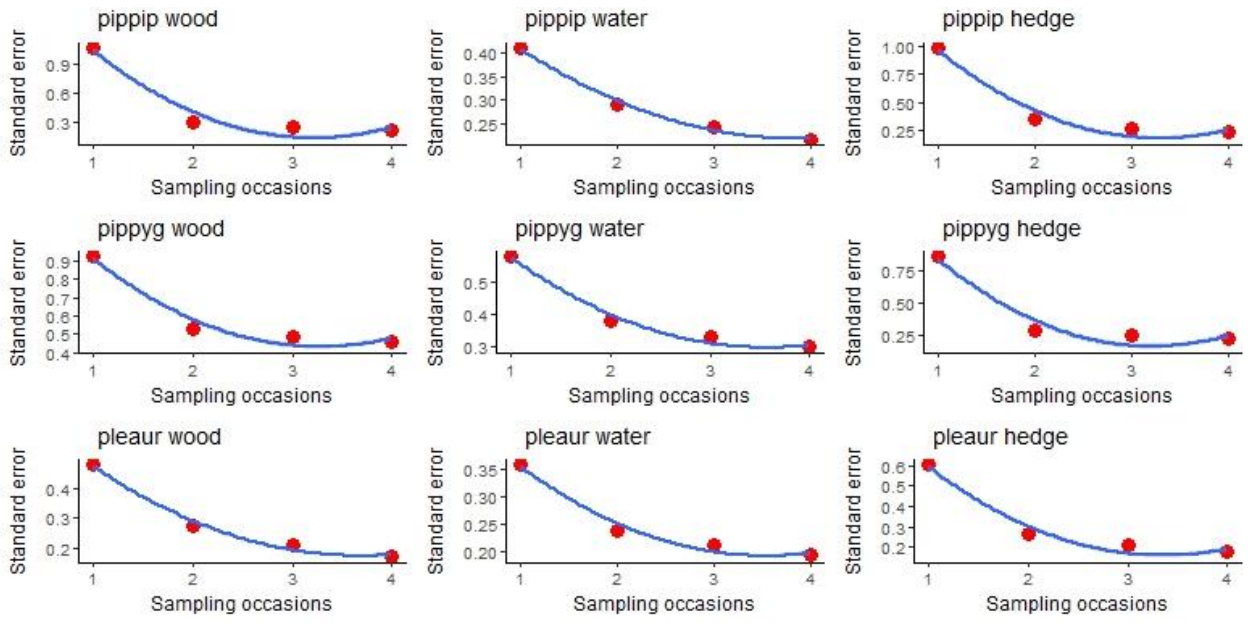 pippip wood
Standard error
0.9
0.6
0.3
1 2 3 4
Sampling occasions
pippip water
Standard error
0.40
0.35
0.30
0.25
1 2 3 4
Sampling occasions
pippip hedge
Standard error
1.00
0.75
0.50
0.25
1 2 3 4
Sampling occasions
pippyg wood
Standard error
0.9
0.8
0.7
0.6
0.5
0.4
1 2 3 4
Sampling occasions
pippyg water
Standard error
0.5
0.4
0.3
1 2 3 4
Sampling occasions
pippyg hedge
Standard error
0.75
0.50
0.25
1 2 3 4
Sampling occasions
pleaur wood
Standard error
0.4
0.3
0.2
1 2 3 4
Sampling occasions
pleaur water
Standard error
0.35
0.30
0.25
0.20
1 2 3 4
Sampling occasions
pleaur hedge
Standard error
0.6
0.5
0.4
0.3
0.2
1 2 3 4
Sampling occasions